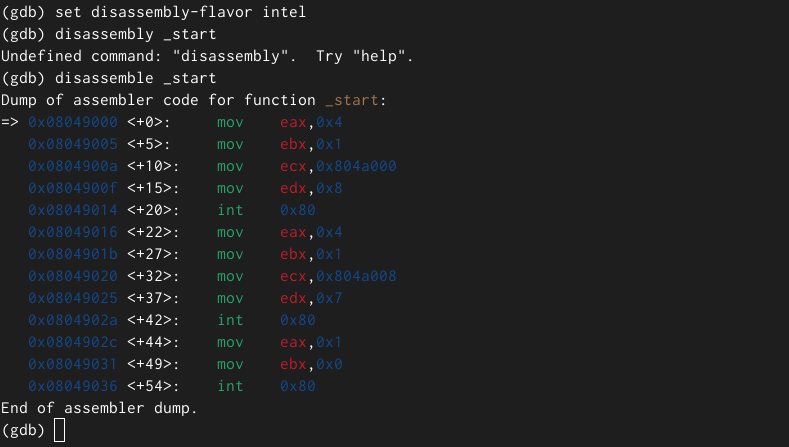 (gdb) set disassembly-flavor intel
(gdb) disassembly _start
Undefined command: "disassembly".  Try "help".
(gdb) disassemble _start
Dump of assembler code for function _start:
=> 0x08049000 <+0>:     mov    eax,0x4
   0x08049005 <+5>:     mov    ebx,0x1
   0x0804900a <+10>:    mov    ecx,0x804a000
   0x0804900f <+15>:    mov    edx,0x8
   0x08049014 <+20>:    int    0x80
   0x08049016 <+22>:    mov    eax,0x4
   0x0804901b <+27>:    mov    ebx,0x1
   0x08049020 <+32>:    mov    ecx,0x804a008
   0x08049025 <+37>:    mov    edx,0x7
   0x0804902a <+42>:    int    0x80
   0x0804902c <+44>:    mov    eax,0x1
   0x08049031 <+49>:    mov    ebx,0x0
   0x08049036 <+54>:    int    0x80
End of assembler dump.
(gdb)